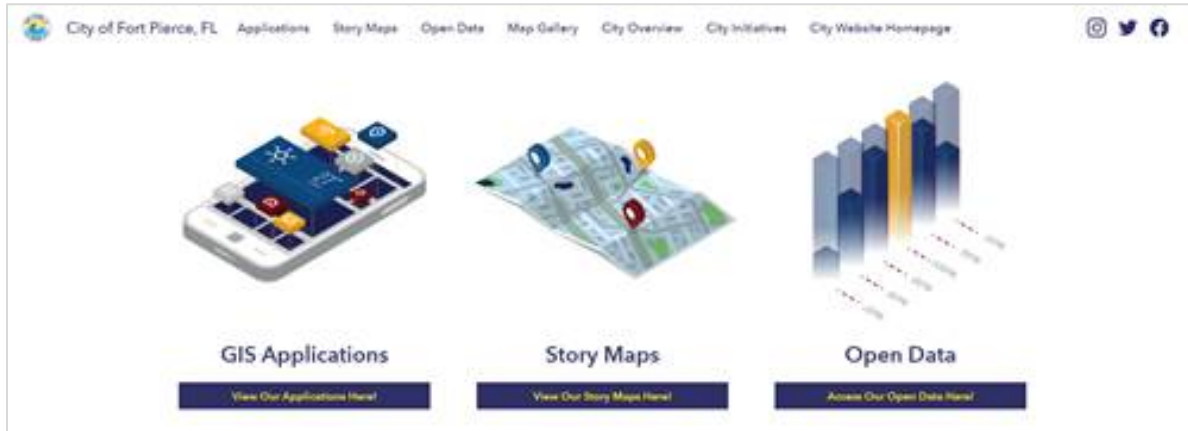 City of Fort Pierce, FL Applications Story Maps Open Data Map Gallery City Overview City Initiatives City Website Homepage
GIS Applications Story Maps Open Data
View Our Applications Here! View Our Story Maps Here! Access Our Open Data Here!